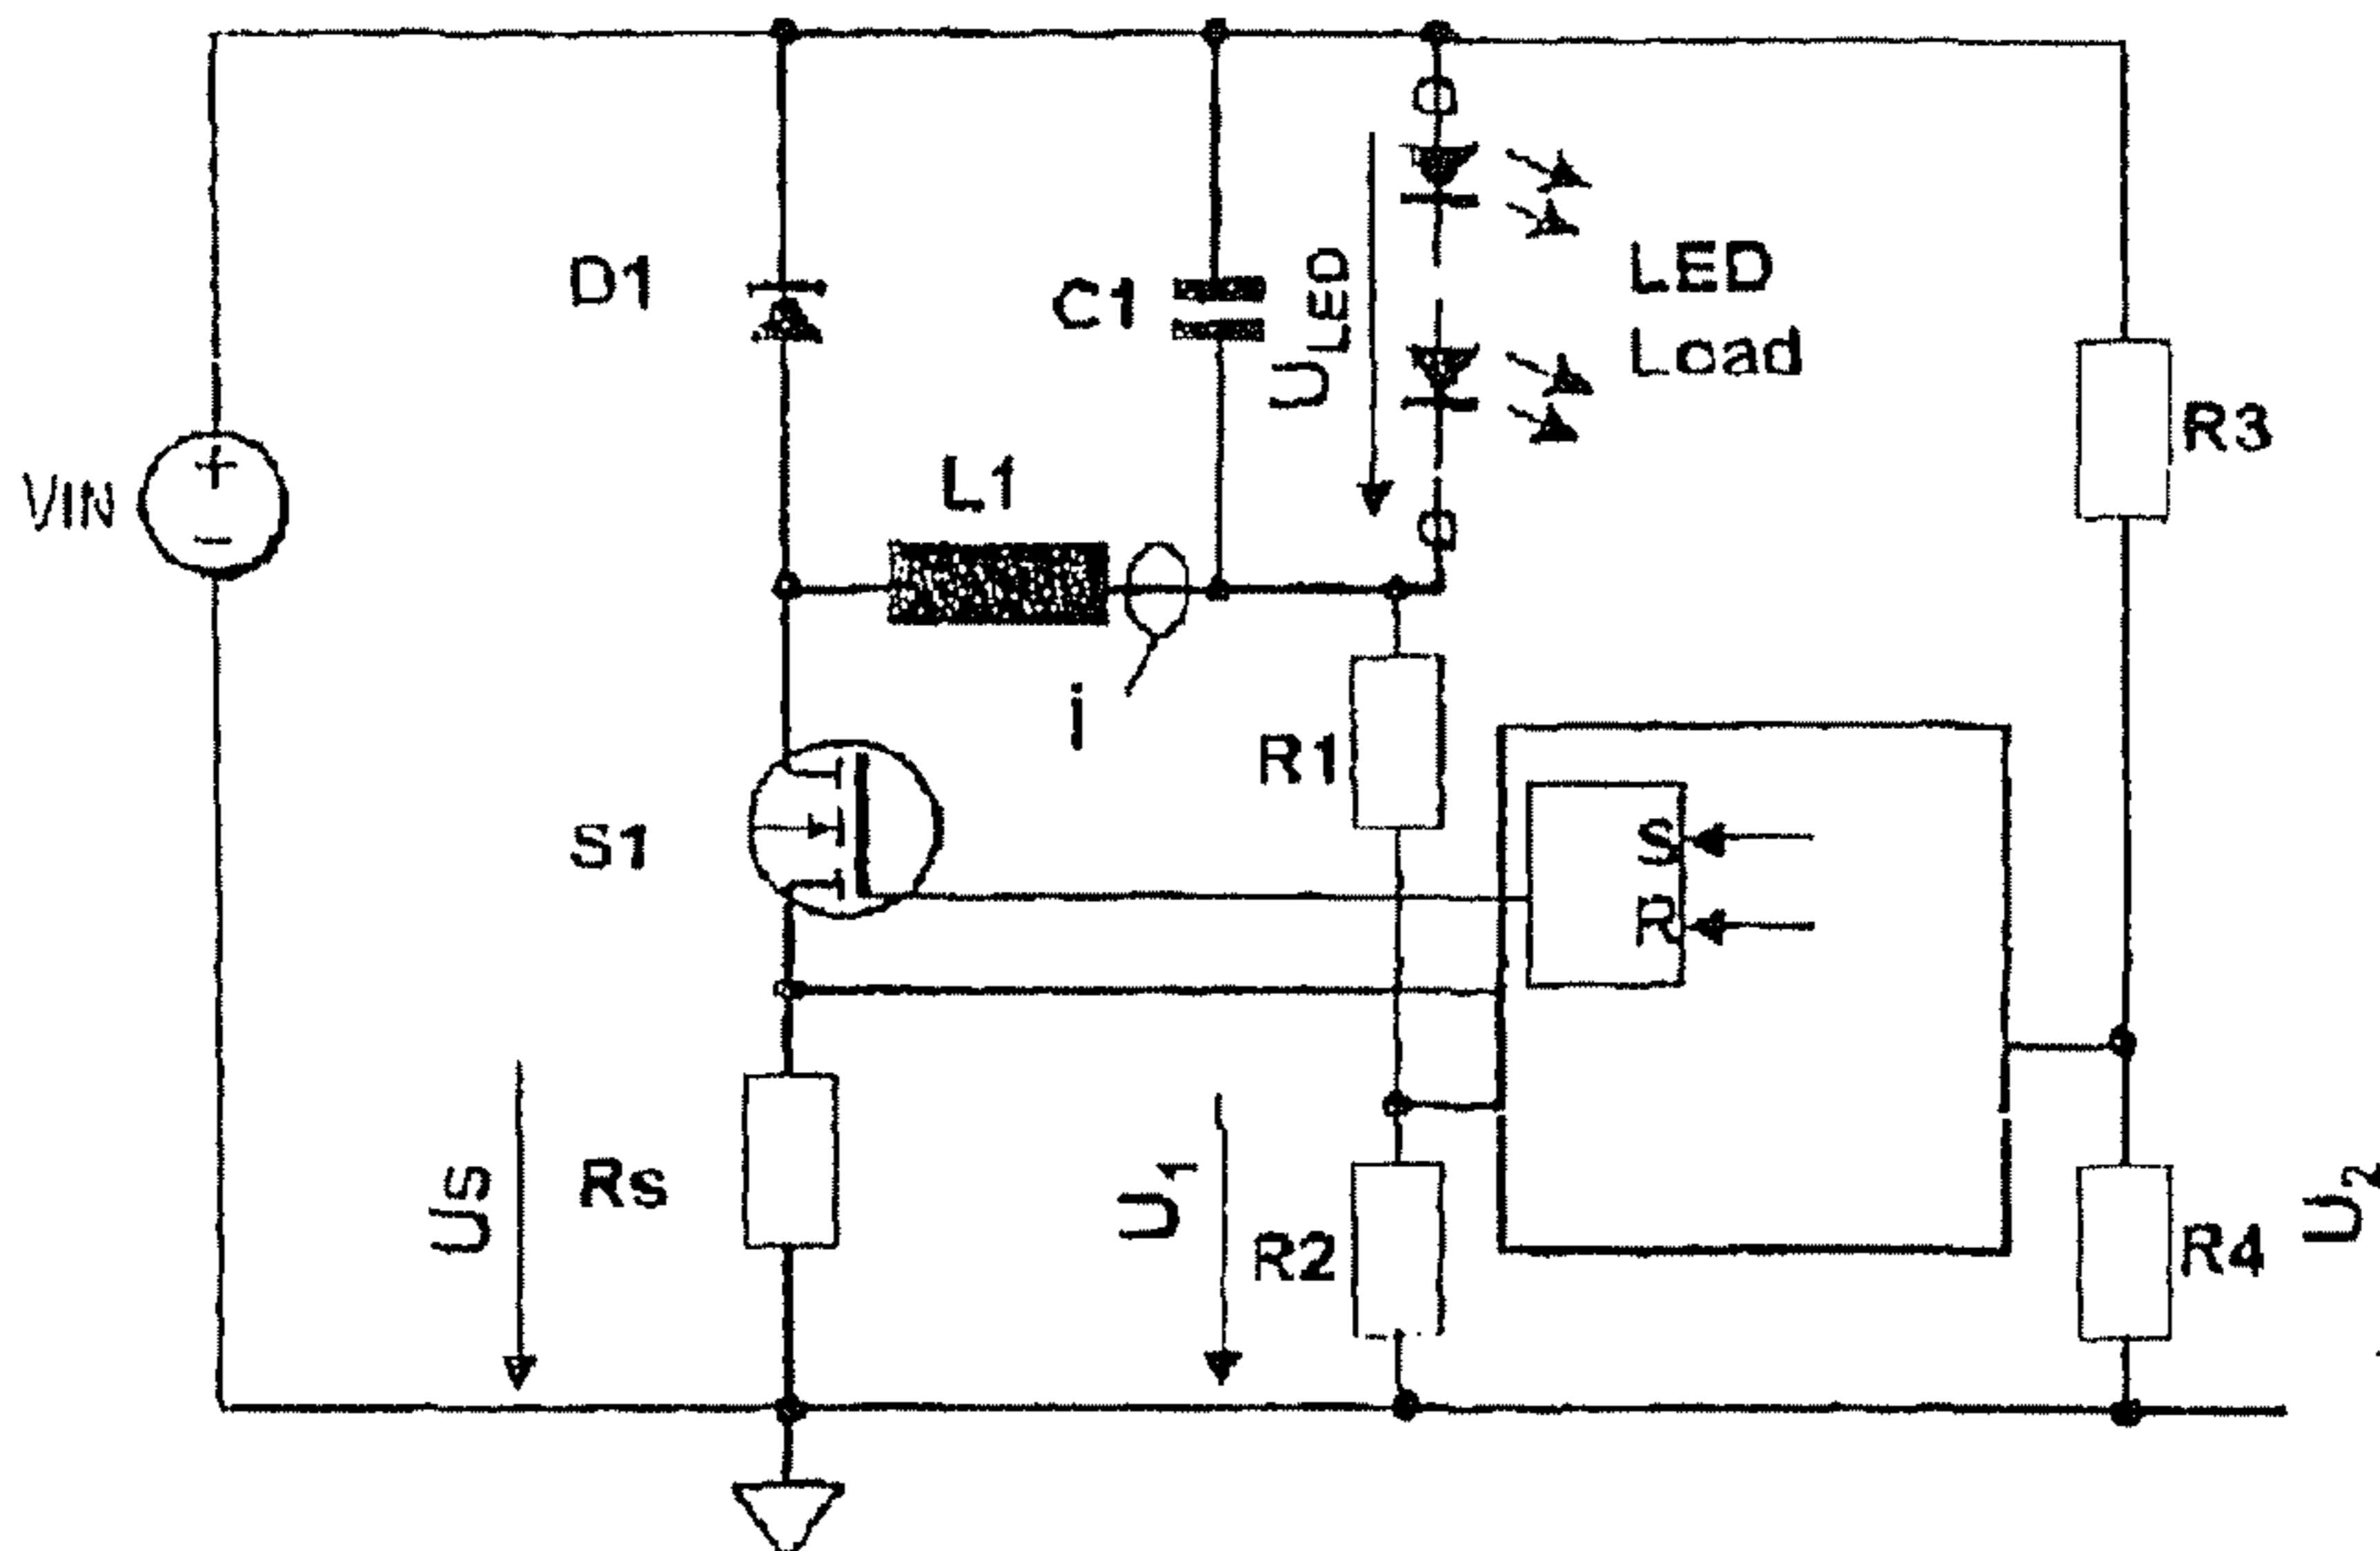 D1
C1
ULED
LED
Load
R3
VIN
+
−
L1
i
R1
S1
S
R
US
Rs
U1
R2
R4
U2